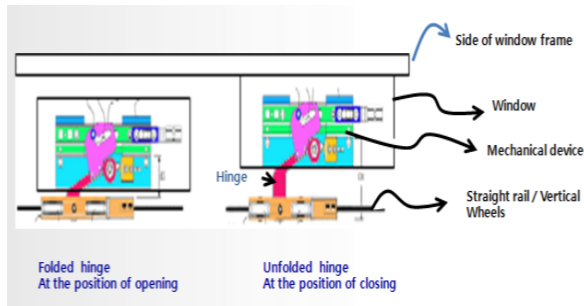 Side of window frame
Window
Mechanical device
Hinge
Straight rail / Vertical
Wheels
Folded hinge
At the position of opening
Unfolded hinge
At the position of closing